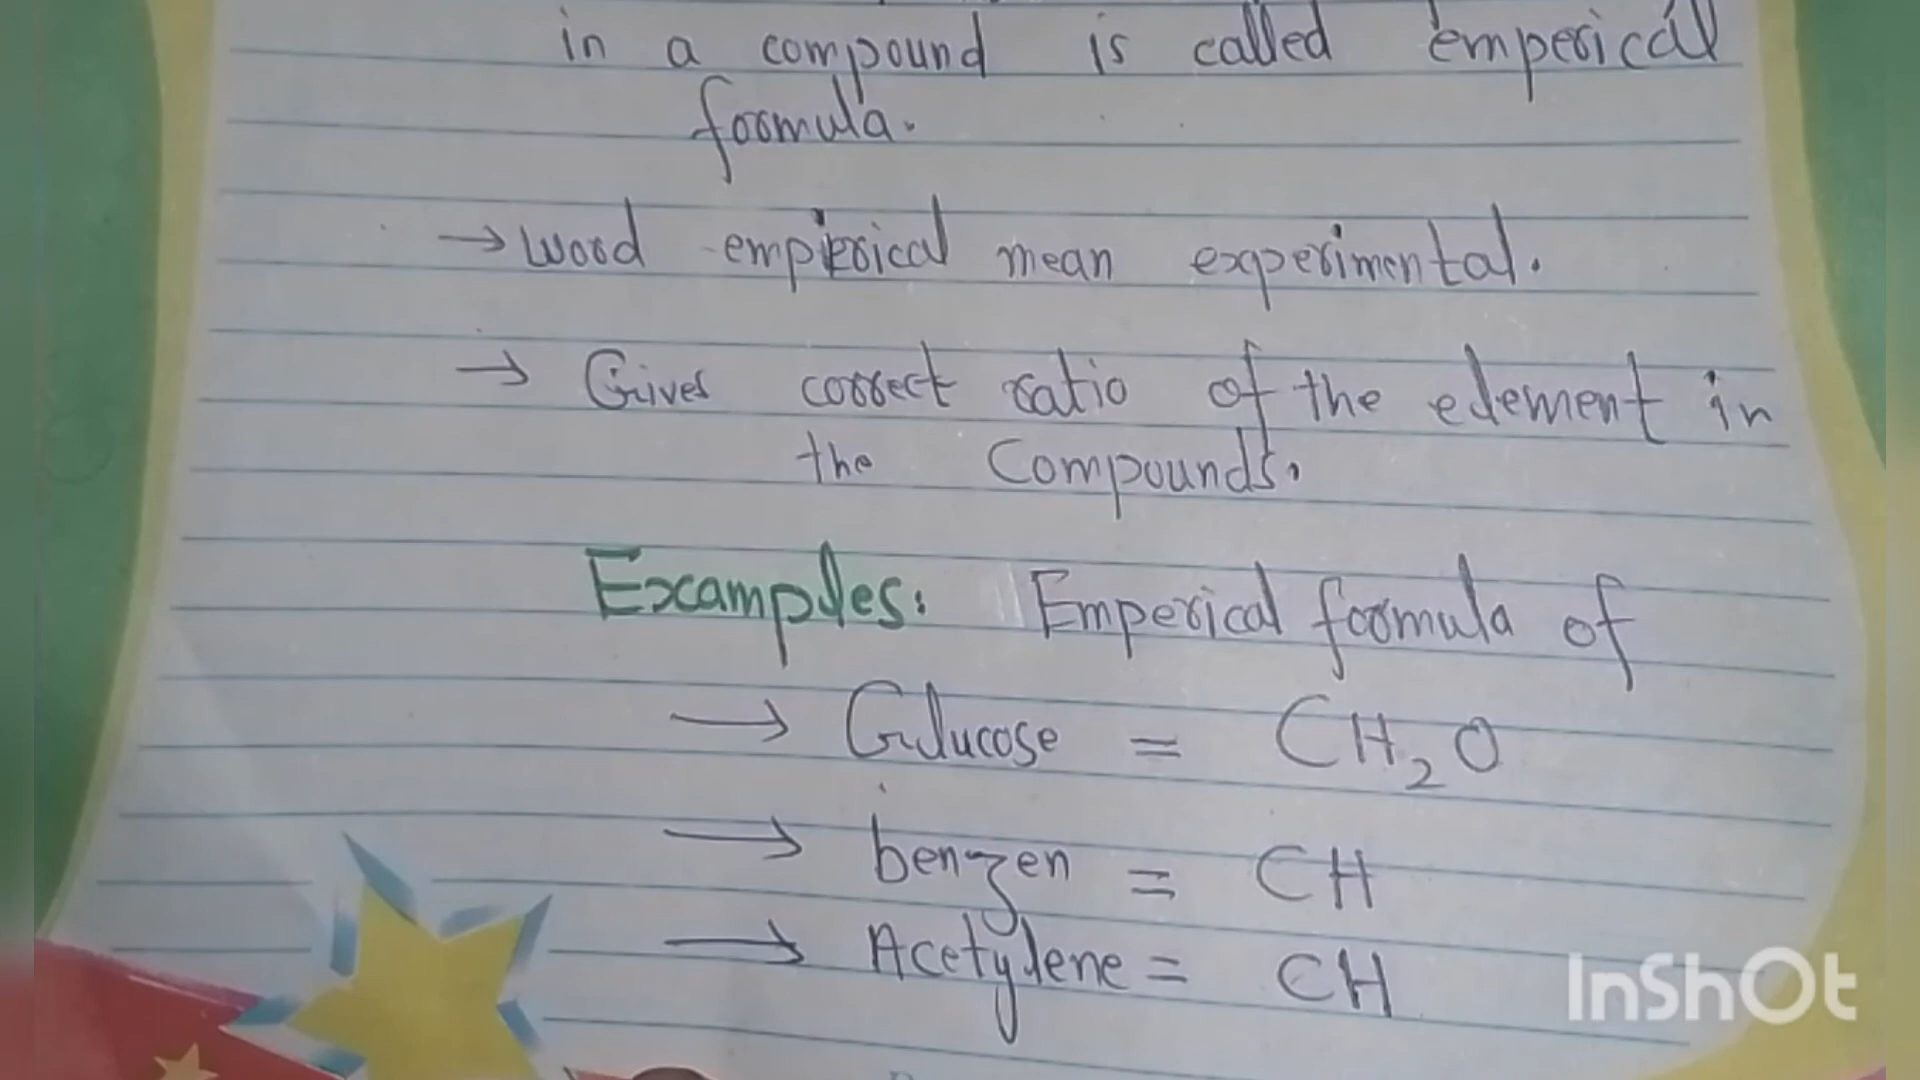 in a compound is called emperical
formula.
→ word empierical mean experimental.
→ Gives correct ratio of the element in
the Compounds.
Examples: Emperical formula of
→ Glucose = CH₂O
→ benzen = CH
→ Acetylene = CH
InShOt